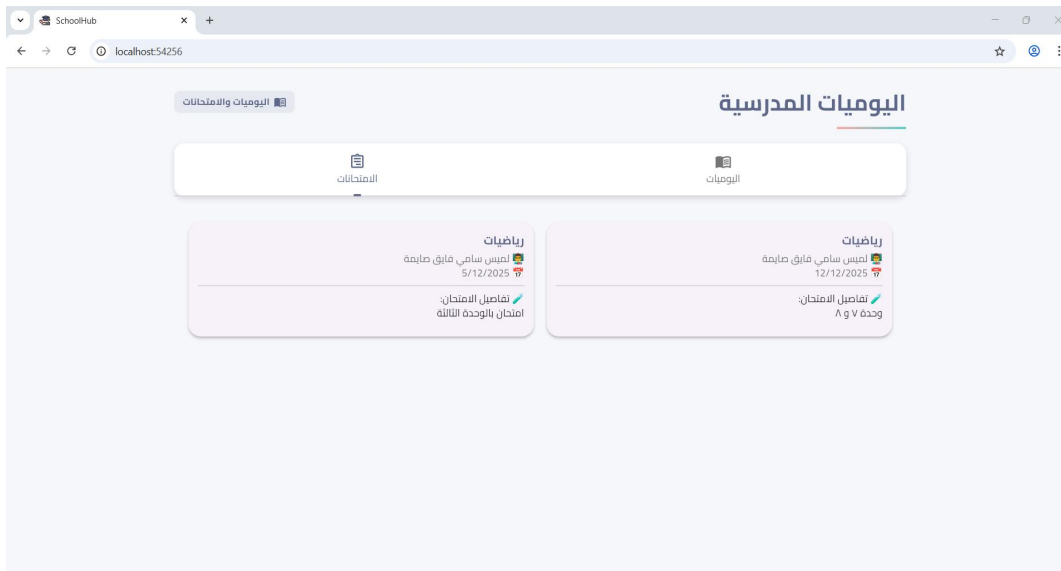 SchoolHub
localhost:54256
اليوميات المدرسية
اليوميات والامتحانات
اليوميات
الامتحانات
رياضيات
لميس سامي فايق صايمة
12/12/2025
تفاصيل الامتحان:
وحدة ٧ و ٨
رياضيات
لميس سامي فايق صايمة
5/12/2025
تفاصيل الامتحان:
امتحان بالوحدة الثالثة